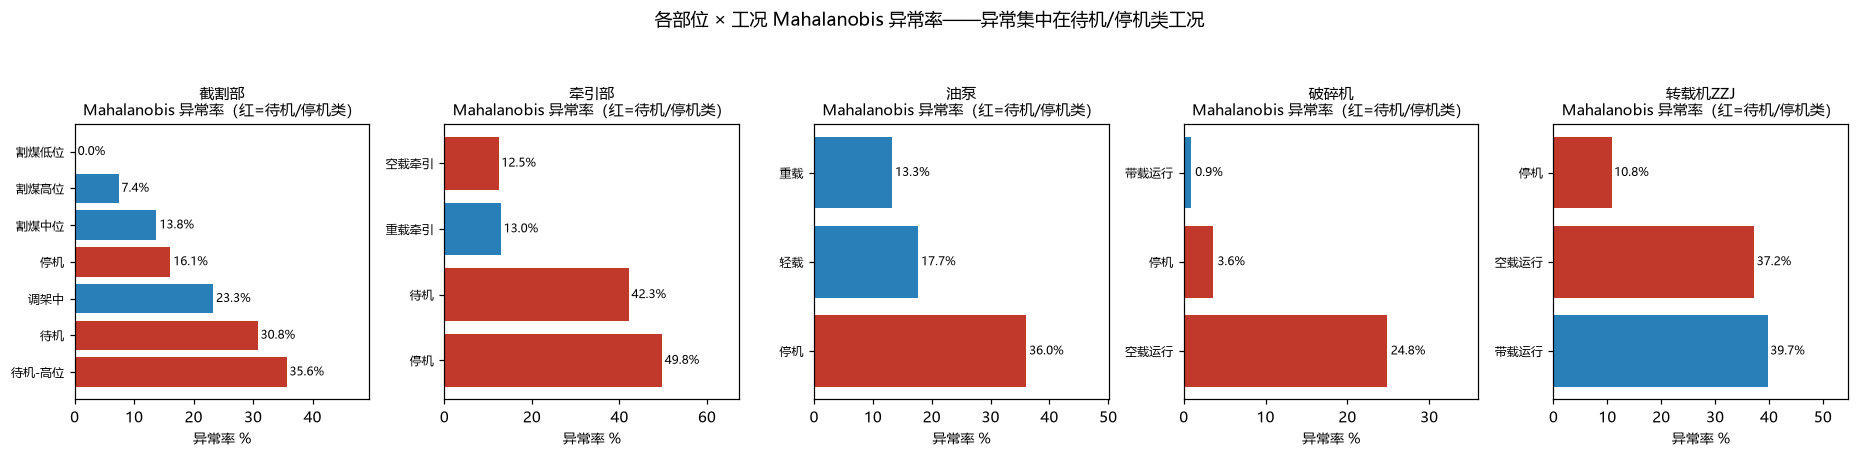 各部位 × 工况 Mahalanobis 异常率——异常集中在待机/停机类工况
截割部
Mahalanobis 异常率（红=待机/停机类）
割煤低位
0.0%
割煤高位
7.4%
割煤中位
13.8%
停机
16.1%
调架中
23.3%
待机
30.8%
待机-高位
35.6%
0 10 20 30 40
异常率 %
牵引部
Mahalanobis 异常率（红=待机/停机类）
空载牵引
12.5%
重载牵引
13.0%
待机
42.3%
停机
49.8%
0 20 40 60
异常率 %
油泵
Mahalanobis 异常率（红=待机/停机类）
重载
13.3%
轻载
17.7%
停机
36.0%
0 10 20 30 40 50
异常率 %
破碎机
Mahalanobis 异常率（红=待机/停机类）
带载运行
0.9%
停机
3.6%
空载运行
24.8%
0 10 20 30
异常率 %
转载机ZZJ
Mahalanobis 异常率（红=待机/停机类）
停机
10.8%
空载运行
37.2%
带载运行
39.7%
0 10 20 30 40 50
异常率 %